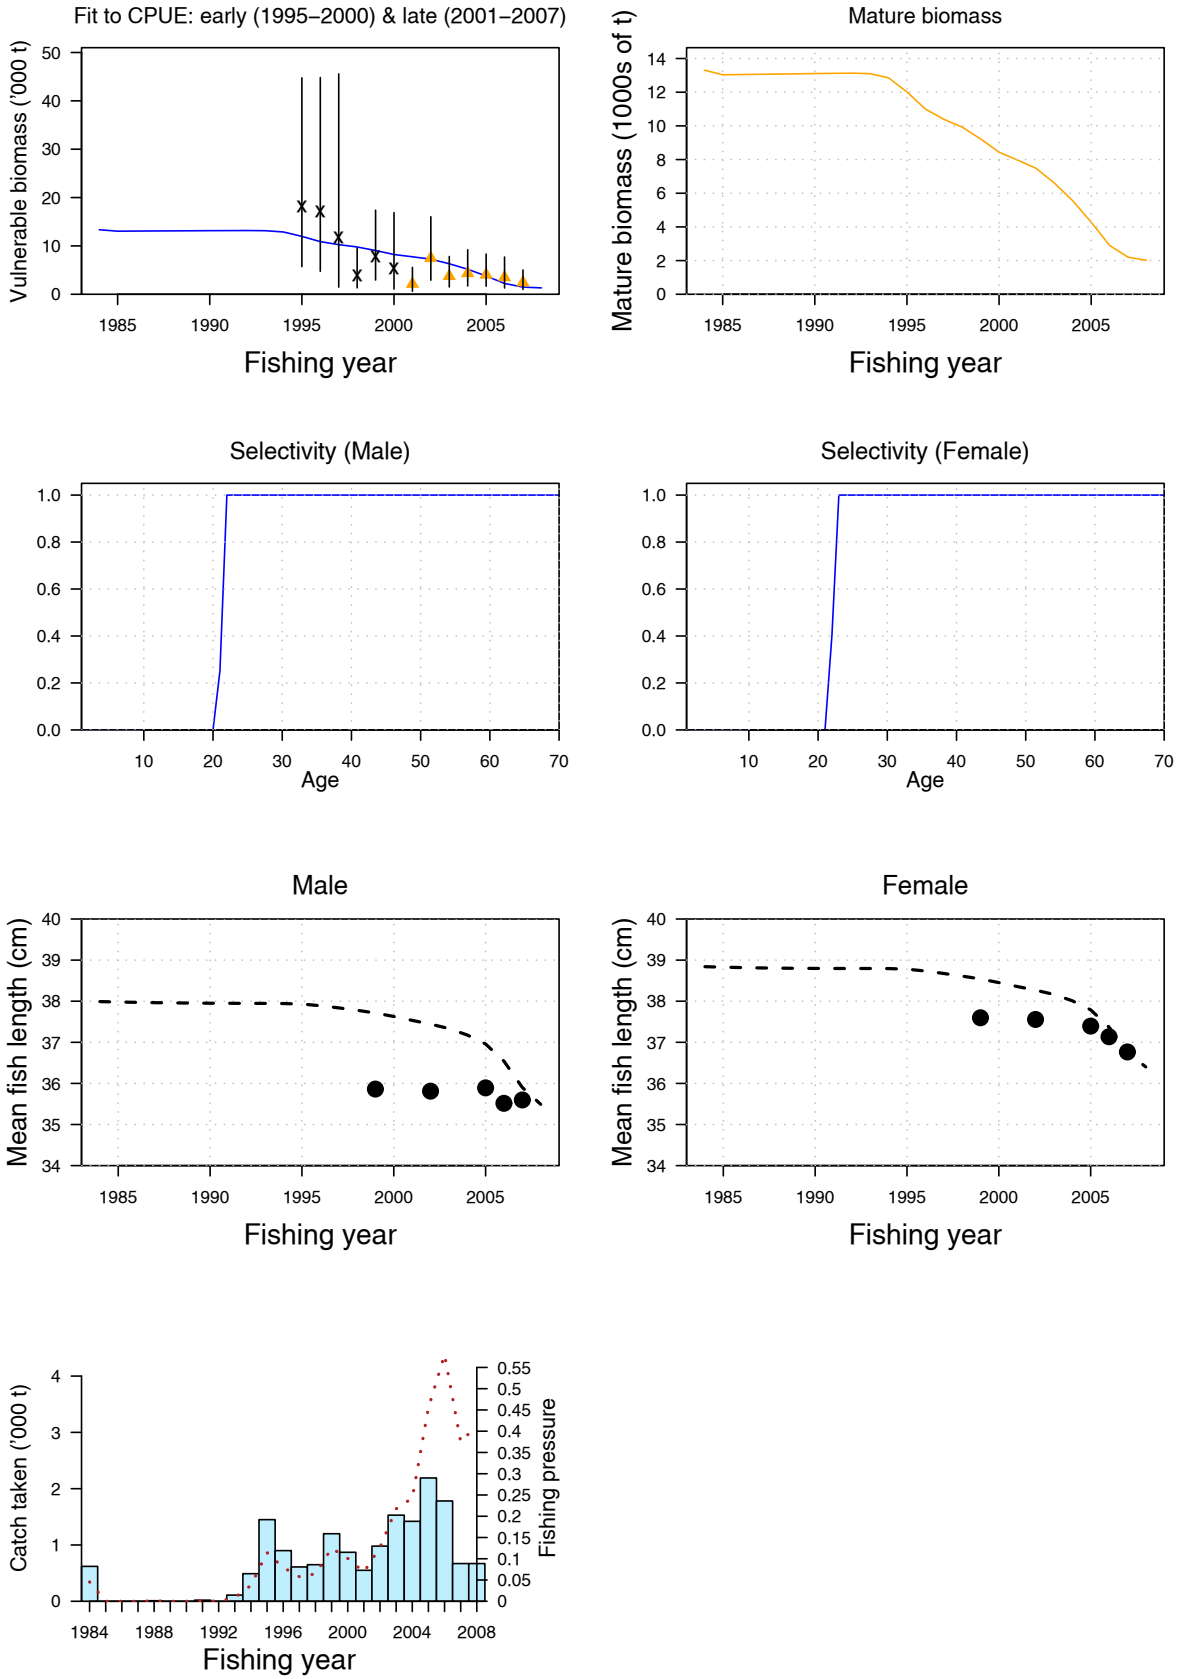 Fit to CPUE: early (1995−2000) & late (2001−2007)
Vulnerable biomass ('000 t)
50
40
30
20
10
0
1985 1990 1995 2000 2005
Fishing year
Mature biomass
Mature biomass (1000s of t)
14
12
10
8
6
4
2
0
1985 1990 1995 2000 2005
Fishing year
Selectivity (Male)
1.0
0.8
0.6
0.4
0.2
0.0
10 20 30 40 50 60 70
Age
Selectivity (Female)
1.0
0.8
0.6
0.4
0.2
0.0
10 20 30 40 50 60 70
Age
Male
Mean fish length (cm)
40
39
38
37
36
35
34
1985 1990 1995 2000 2005
Fishing year
Female
Mean fish length (cm)
40
39
38
37
36
35
34
1985 1990 1995 2000 2005
Fishing year
Catch taken ('000 t)
4
3
2
1
0
0.55
0.5
0.45
0.4
0.35
0.3
0.25
0.2
0.15
0.1
0.05
0
Fishing pressure
1984 1988 1992 1996 2000 2004 2008
Fishing year